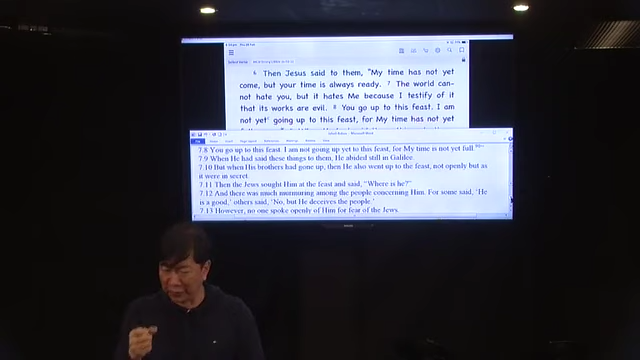 6 Then Jesus said to them, "My time has not yet
come, but your time is always ready. 7 The world can-
not hate you, but it hates Me because I testify of it
that its works are evil. 8 You go up to this feast. I am
not yet going up to this feast, for My time has not yet
7.8 You go up to this feast. I am not going up yet to this feast, for My time is not yet full.
7.9 When He had said these things to them, He abided still in Galilee.
7.10 But when His brothers had gone up, then He also went up to the feast, not openly but as
it were in secret.
7.11 Then the Jews sought Him at the feast and said, "Where is he?"
7.12 And there was much murmuring among the people concerning Him. For some said, 'He
is a good,' others said, 'No, but He deceives the people.'
7.13 However, no one spoke openly of Him for fear of the Jews.